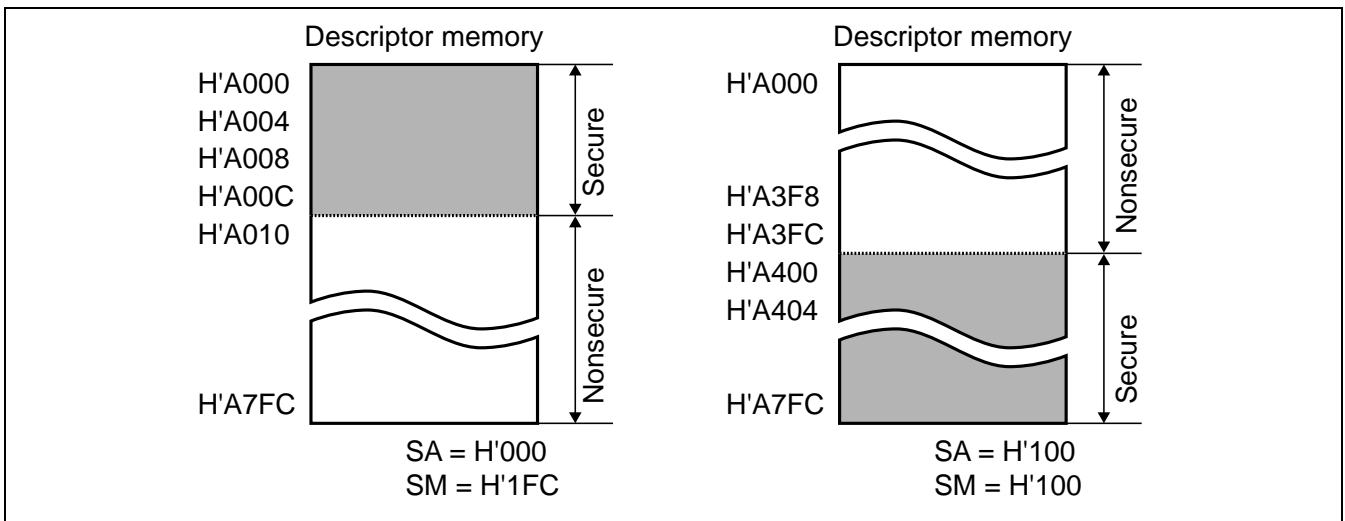 Descriptor memory
H'A000
H'A004
H'A008
H'A00C
H'A010
H'A7FC
Secure
Nonsecure
SA = H'000
SM = H'1FC
Descriptor memory
H'A000
H'A3F8
H'A3FC
H'A400
H'A404
H'A7FC
Nonsecure
Secure
SA = H'100
SM = H'100